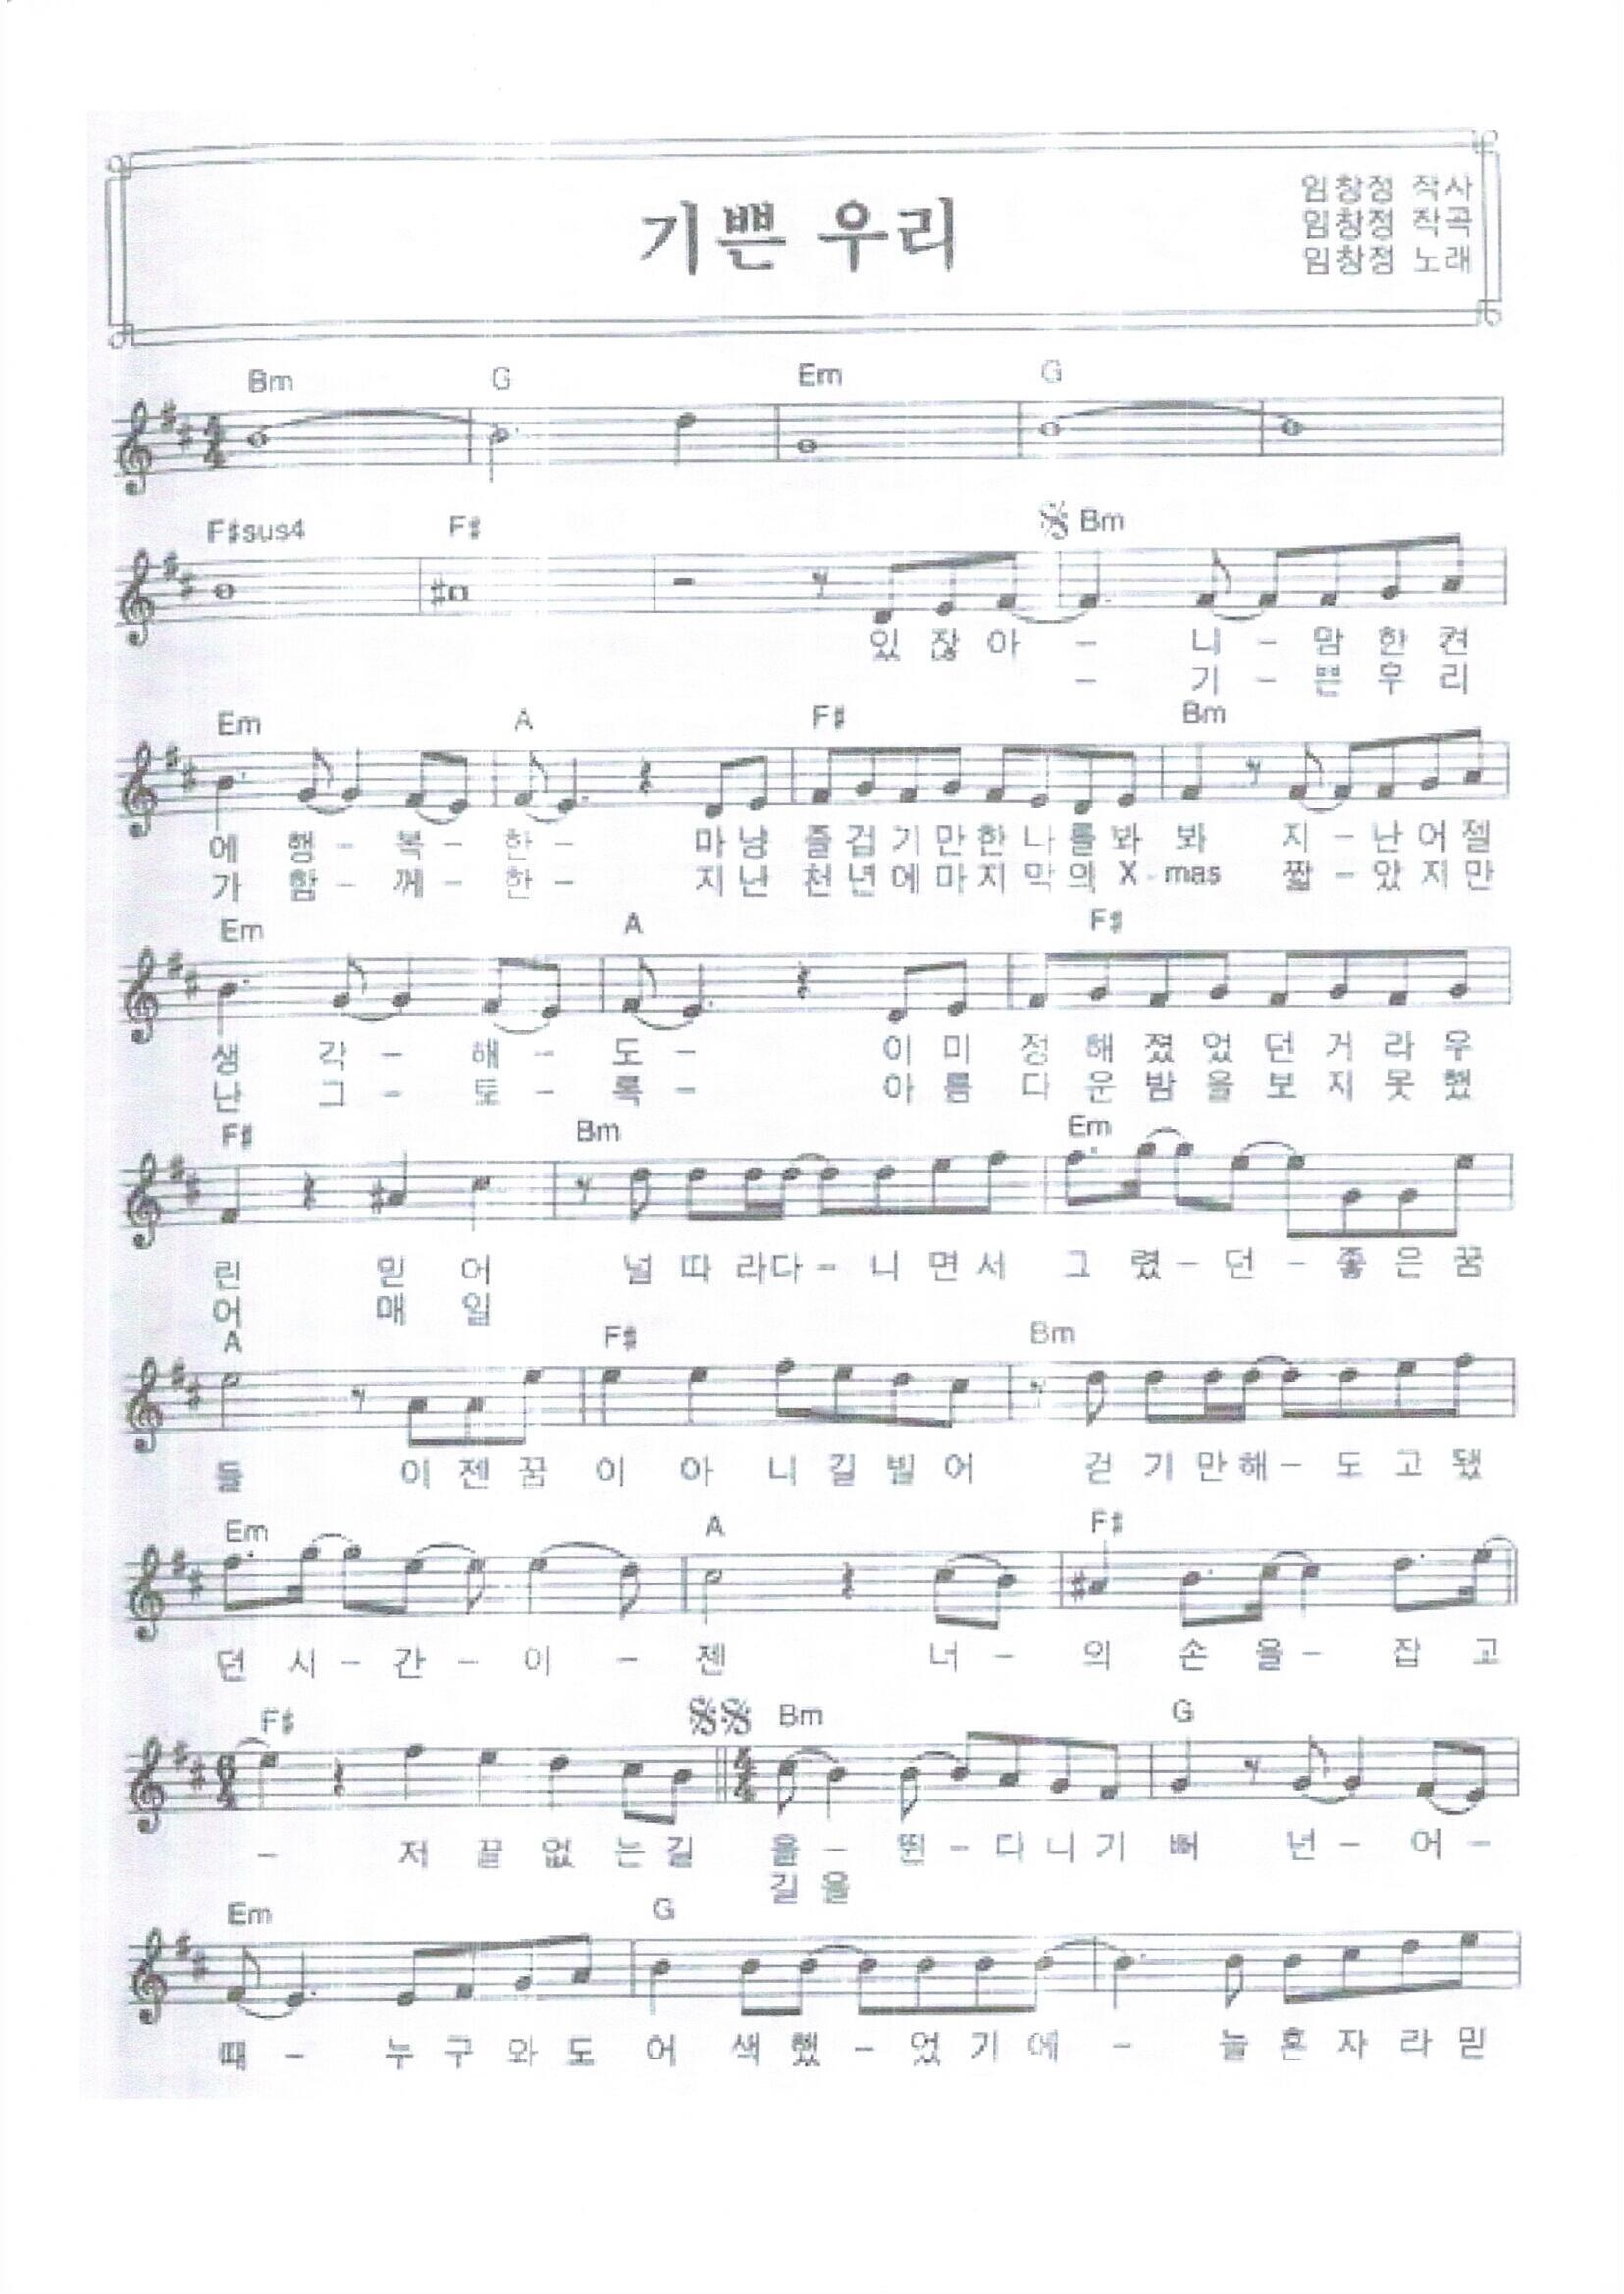 기쁜 우리
임창정 작사
임창정 작곡
임창정 노래
Bm G Em G
F#sus4 F# Bm
있 잖 아 - 니 - 맘 한 켠
- 기 - 쁜 우 리
Em A F# Bm
에 행 - 복 - 한 - 마 냥 즐 겁 기 만 한 나 를 봐 봐 지 - 난 어 젤
가 함 - 께 - 한 - 지 난 천 년 에 마 지 막 의 X - mas 짧 - 았 지 만
Em A F#
생 각 - 해 - 도 - 이 미 정 해 졌 었 던 거 라 우
난 그 - 토 - 록 - 아 름 다 운 밤 을 보 지 못 했
F# Bm Em
린 믿 어 널 따 라 다 - 니 면 서 그 렸 - 던 - 좋 은 꿈
어 매 일
A F# Bm
들 이 젠 꿈 이 아 니 길 빌 어 걷 기 만 해 - 도 고 됐
Em A F#
던 시 - 간 - 이 - 젠 너 - 의 손 을 - 잡 고
F# Bm G
- 저 끝 없 는 길 을 - 뛴 - 다 니 기 뻐 넌 - 어 -
길 을
Em G
때 - 누 구 와 도 어 색 했 - 었 기 에 - 늘 혼 자 라 믿